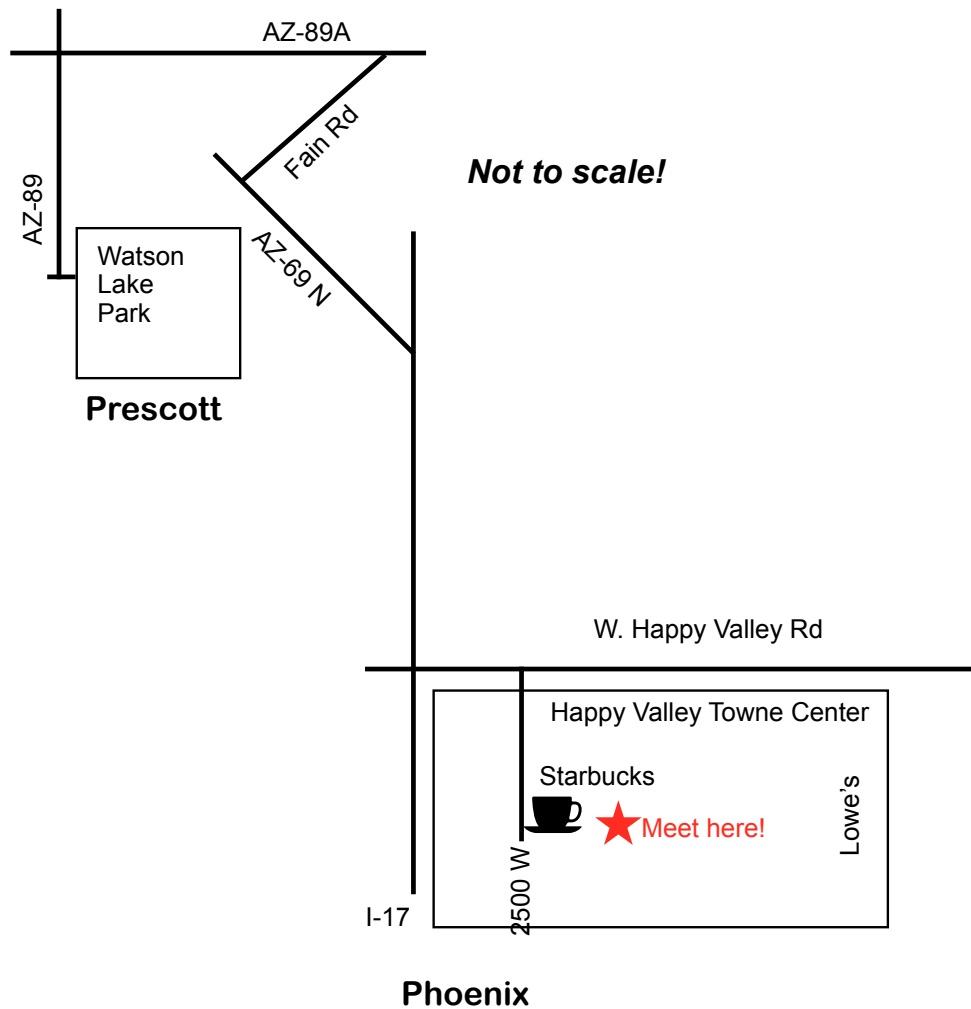 AZ-89A
Fain Rd
Not to scale!
AZ-89
AZ-69 N
Watson
Lake
Park
Prescott
W. Happy Valley Rd
Happy Valley Towne Center
Starbucks
Meet here!
Lowe's
2500 W
I-17
Phoenix